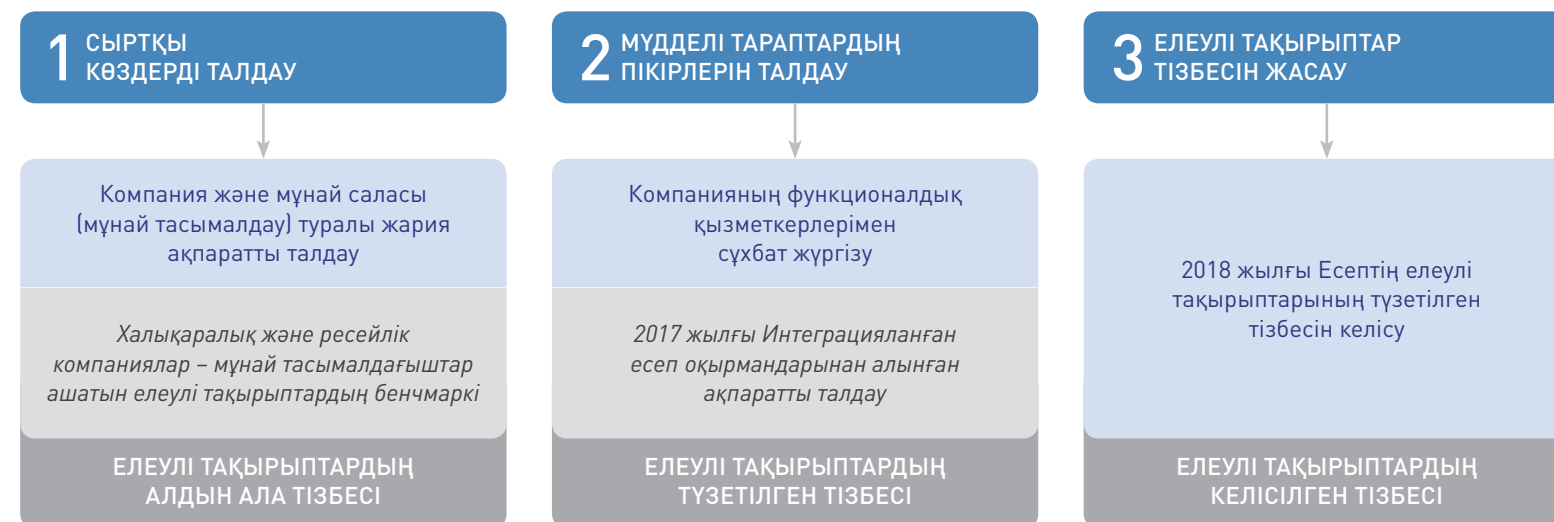 1 СЫРТҚЫ
КӨЗДЕРДІ ТАЛДАУ
Компания және мұнай саласы
(мұнай тасымалдау) туралы жария
ақпаратты талдау
Халықаралық және ресейлік
компаниялар – мұнай тасымалдағыштар
ашатын елеулі тақырыптардың бенчмаркі
ЕЛЕУЛІ ТАҚЫРЫПТАРДЫҢ
АЛДЫН АЛА ТІЗБЕСІ
2 МҮДДЕЛІ ТАРАПТАРДЫҢ
ПІКІРЛЕРІН ТАЛДАУ
Компанияның функционалдық
қызметкерлерімен
сұхбат жүргізу
2017 жылғы Интеграцияланған
есеп оқырмандарынан алынған
ақпаратты талдау
ЕЛЕУЛІ ТАҚЫРЫПТАРДЫҢ
ТҮЗЕТІЛГЕН ТІЗБЕСІ
3 ЕЛЕУЛІ ТАҚЫРЫПТАР
ТІЗБЕСІН ЖАСАУ
2018 жылғы Есептің елеулі
тақырыптарының түзетілген
тізбесін келісу
ЕЛЕУЛІ ТАҚЫРЫПТАРДЫҢ
КЕЛІСІЛГЕН ТІЗБЕСІ